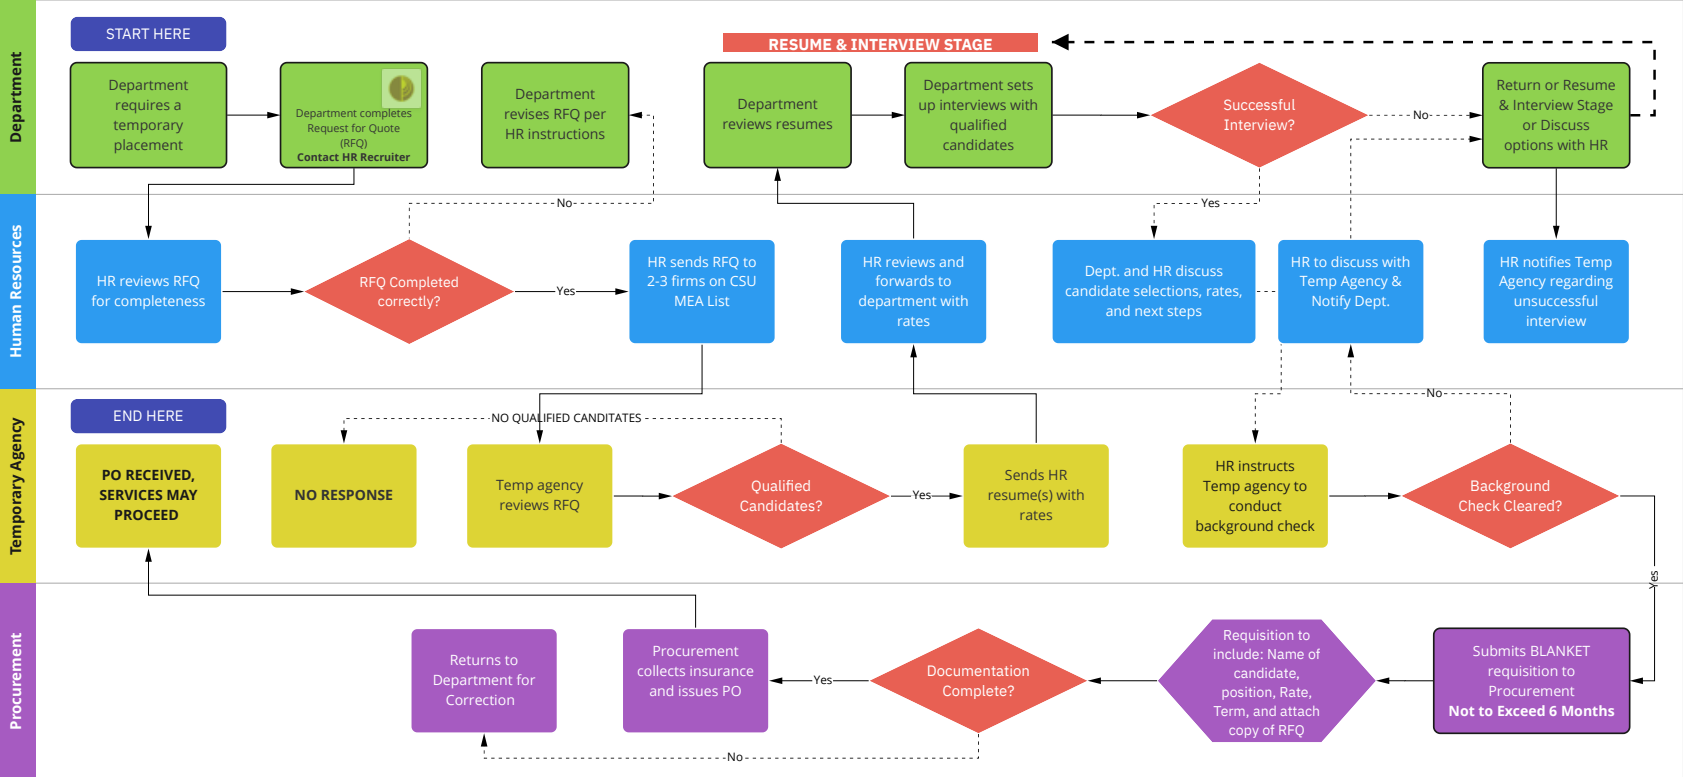 Department
START HERE
Department
requires a
temporary
placement
Department completes
Request for Quote
(RFQ)
Contact HR Recruiter
Department
revises RFQ per
HR instructions
RESUME & INTERVIEW STAGE
Department
reviews resumes
Department sets
up interviews with
qualified
candidates
Successful
Interview?
No
Return or Resume
& Interview Stage
or Discuss
options with HR
Human Resources
HR reviews RFQ
for completeness
RFQ Completed
correctly?
No
Yes
HR sends RFQ to
2-3 firms on CSU
MEA List
HR reviews and
forwards to
department with
rates
Yes
Dept. and HR discuss
candidate selections, rates,
and next steps
HR to discuss with
Temp Agency &
Notify Dept.
HR notifies Temp
Agency regarding
unsuccessful
interview
Temporary Agency
END HERE
PO RECEIVED,
SERVICES MAY
PROCEED
NO RESPONSE
NO QUALIFIED CANDITATES
Temp agency
reviews RFQ
Qualified
Candidates?
Yes
Sends HR
resume(s) with
rates
HR instructs
Temp agency to
conduct
background check
No
Background
Check Cleared?
Yes
Procurement
Returns to
Department for
Correction
Procurement
collects insurance
and issues PO
Yes
Documentation
Complete?
No
Requisition to
include: Name of
candidate,
position, Rate,
Term, and attach
copy of RFQ
Submits BLANKET
requisition to
Procurement
Not to Exceed 6 Months